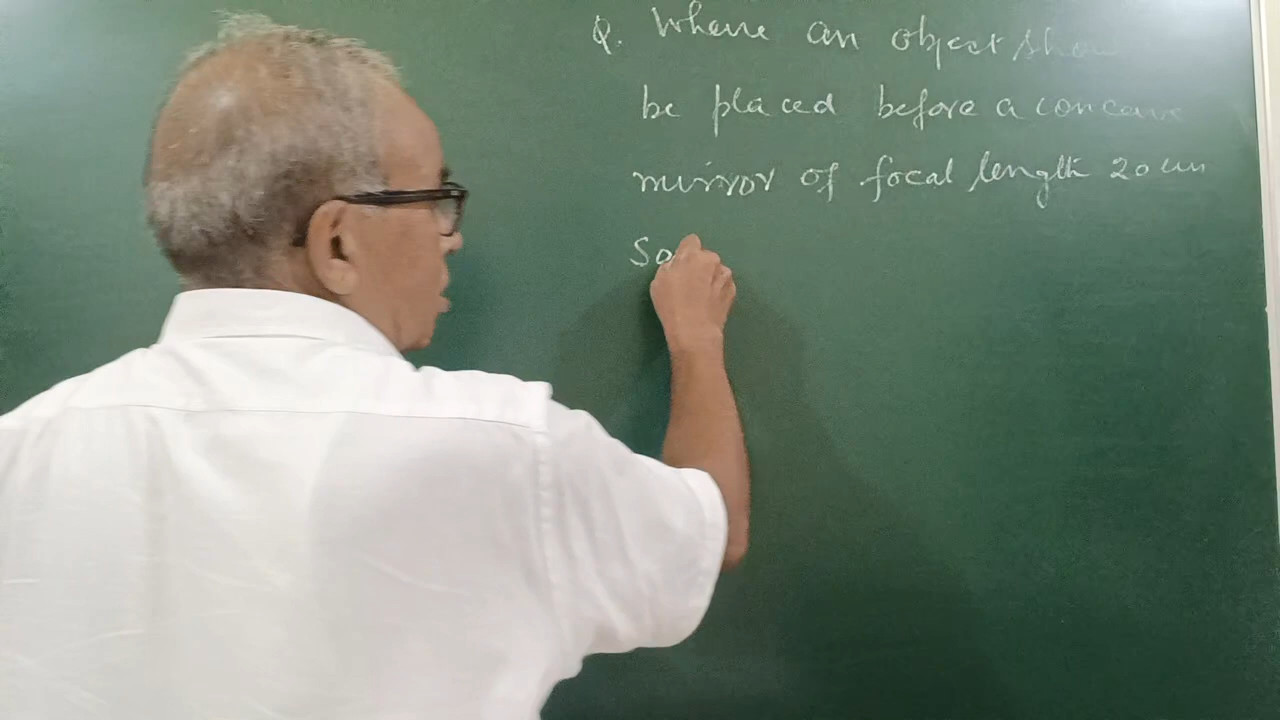 Q. Where an object should
be placed before a concave
mirror of focal length 20 cm
So